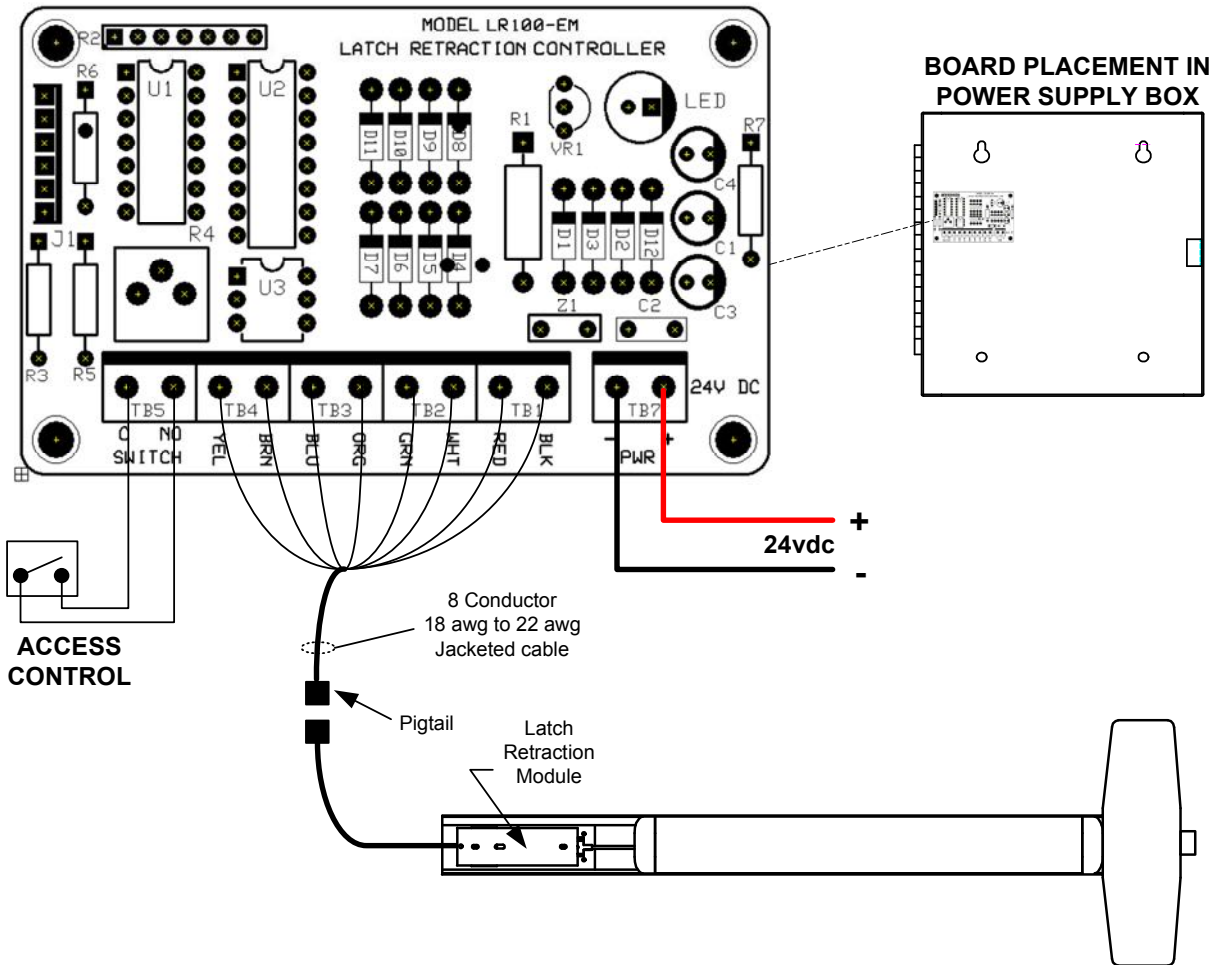 MODEL LR100-EM
LATCH RETRACTION CONTROLLER
R2
R6
U1
U2
D11
D10
D9
D8
R1
VR1
LED
R7
C4
J1
R4
D7
D6
D5
D4
U3
D1
D3
D2
D12
C1
C3
Z1
C2
R3
R5
TB5
TB4
TB3
TB2
TB1
TB7
24V DC
C NO
SWITCH
YEL
BRN
BLU
ORG
GRN
WHT
RED
BLK
- +
PWR
BOARD PLACEMENT IN
POWER SUPPLY BOX
+
24vdc
-
ACCESS
CONTROL
8 Conductor
18 awg to 22 awg
Jacketed cable
Pigtail
Latch
Retraction
Module